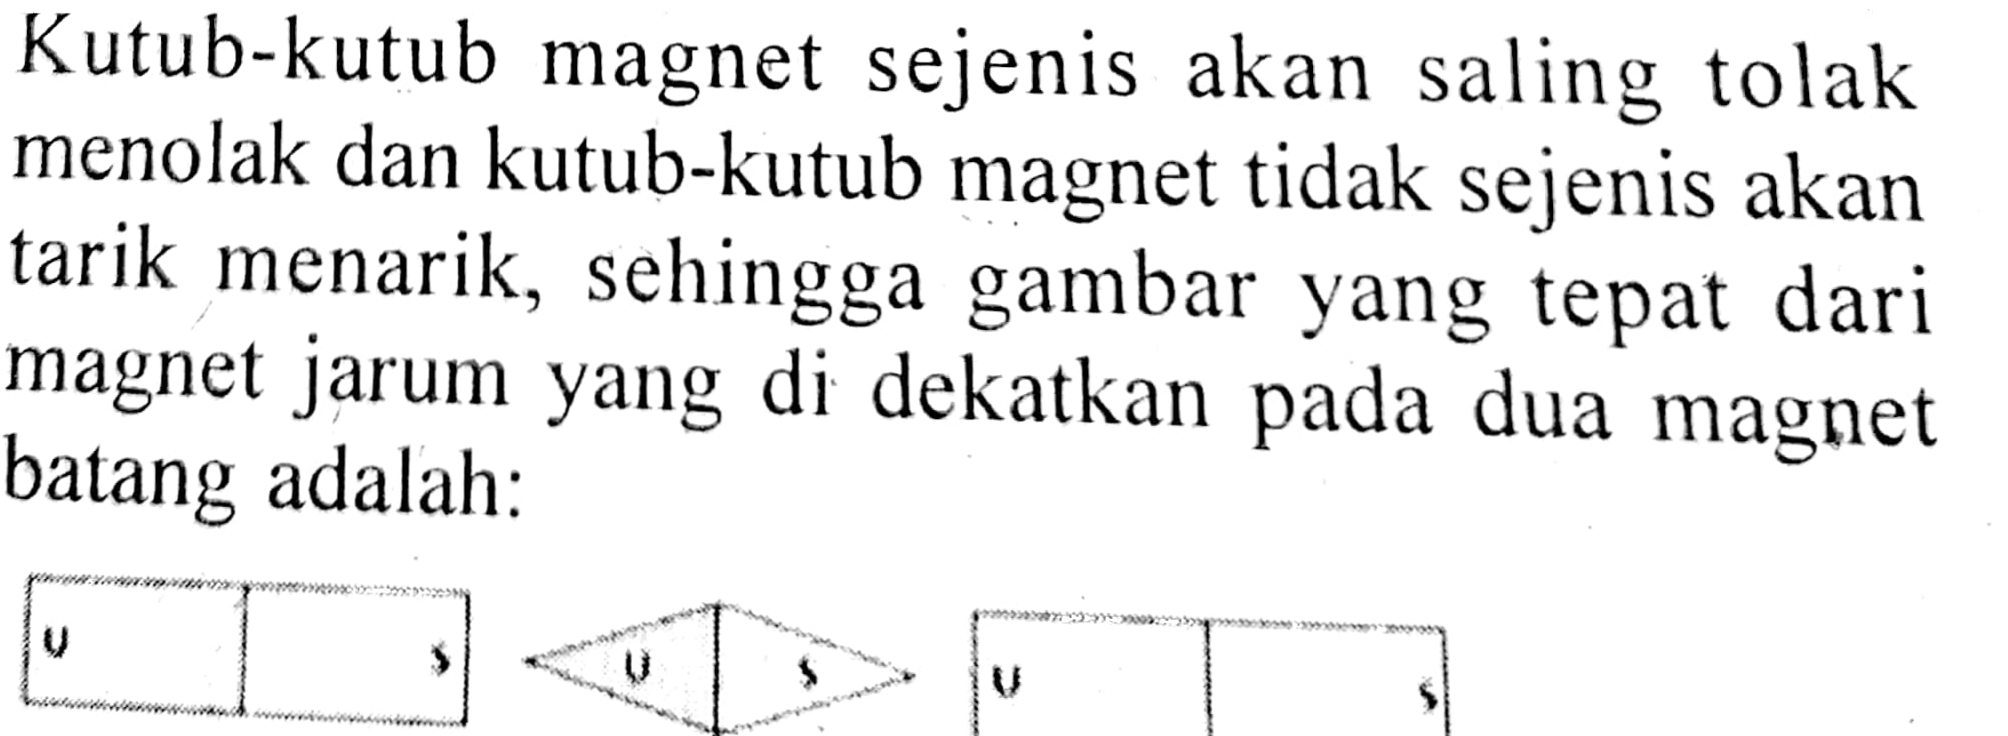 Kutub-kutub magnet sejenis akan saling tolak
menolak dan kutub-kutub magnet tidak sejenis akan
tarik menarik, sehingga gambar yang tepat dari
magnet jarum yang di dekatkan pada dua magnet
batang adalah:
U S U S U S